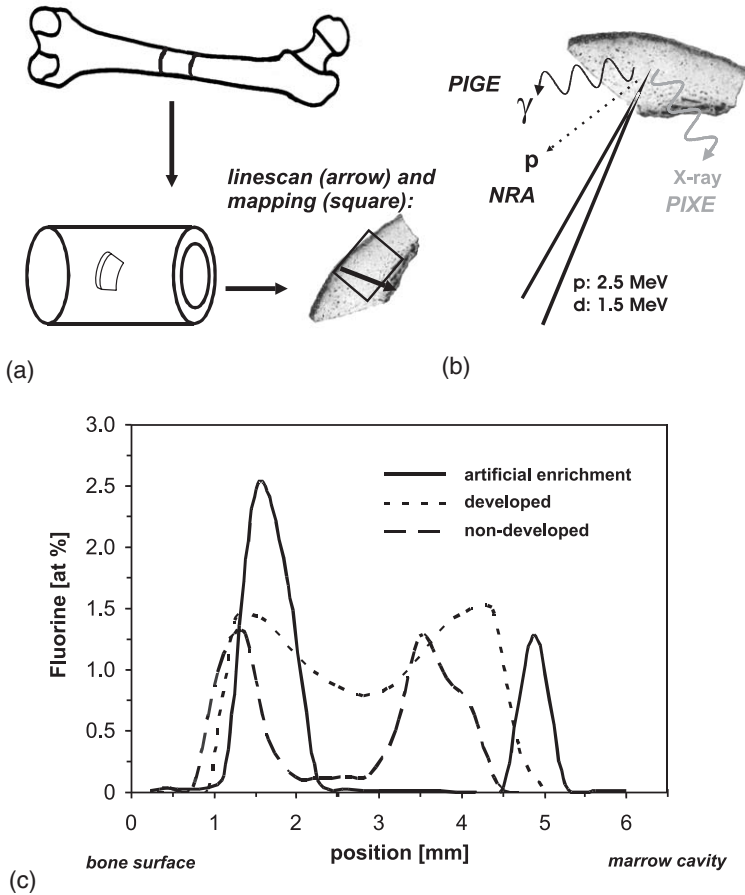 linescan (arrow) and
mapping (square):
(a)
PIGE
γ
p
NRA
X-ray
PIXE
p: 2.5 MeV
d: 1.5 MeV
(b)
3.0
2.5
2.0
1.5
1.0
0.5
0
Fluorine [at %]
artificial enrichment
developed
non-developed
0 1 2 3 4 5 6
bone surface
position [mm]
marrow cavity
(c)